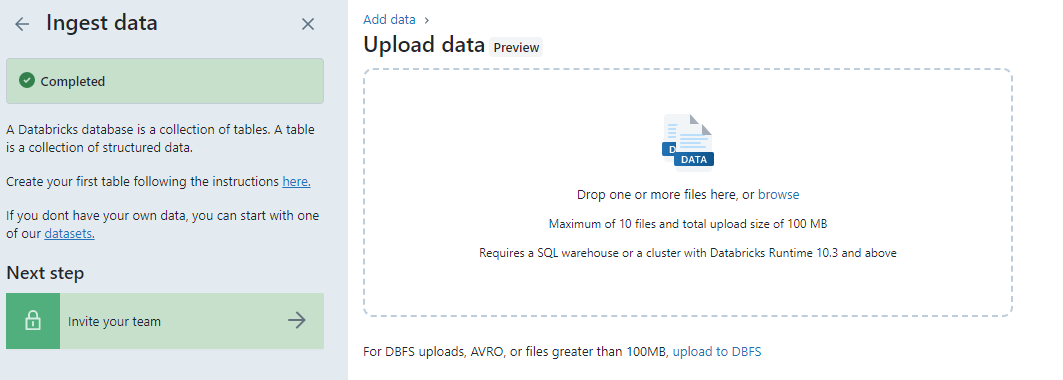 Ingest data
Completed
A Databricks database is a collection of tables. A table
is a collection of structured data.
Create your first table following the instructions here.
If you dont have your own data, you can start with one
of our datasets.
Next step
Invite your team
Add data
Upload data Preview
D
DATA
Drop one or more files here, or browse
Maximum of 10 files and total upload size of 100 MB
Requires a SQL warehouse or a cluster with Databricks Runtime 10.3 and above
For DBFS uploads, AVRO, or files greater than 100MB, upload to DBFS